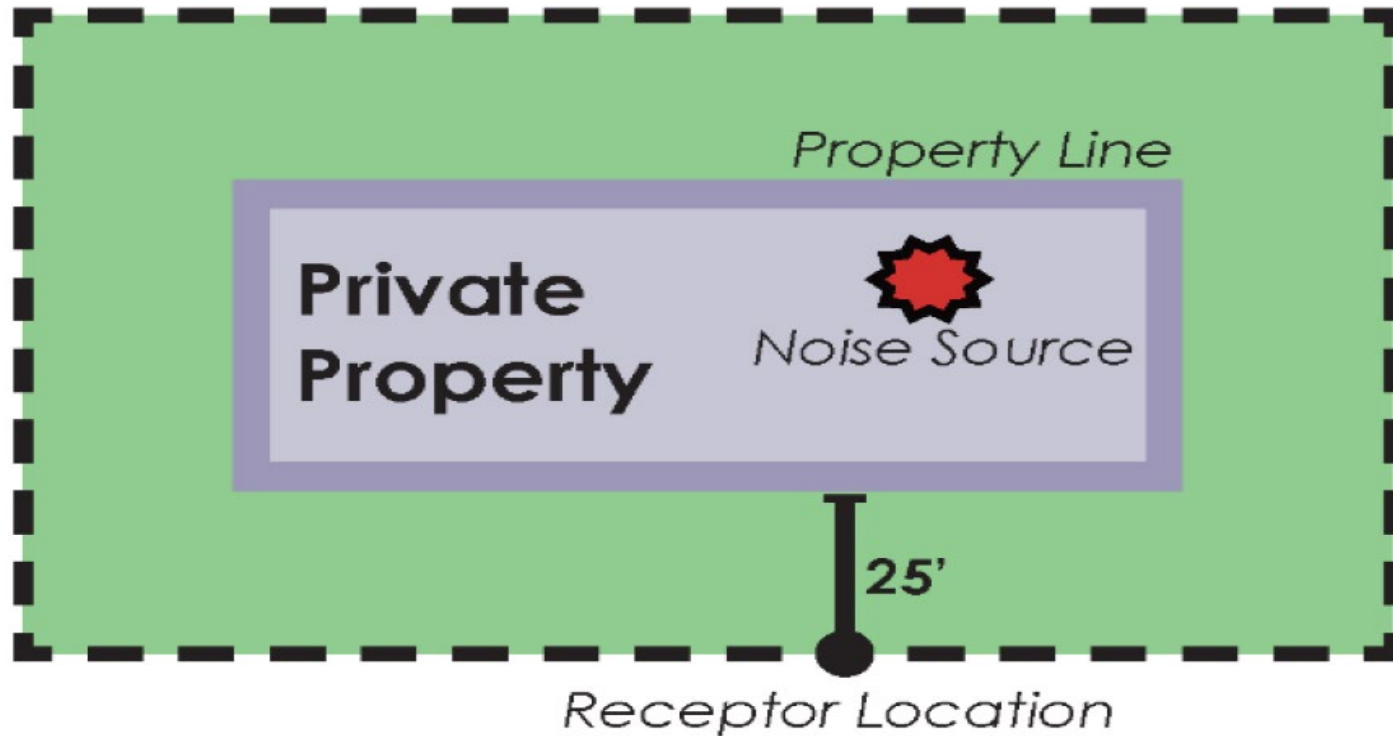 Property Line
Private
Property
Noise Source
25’
Receptor Location